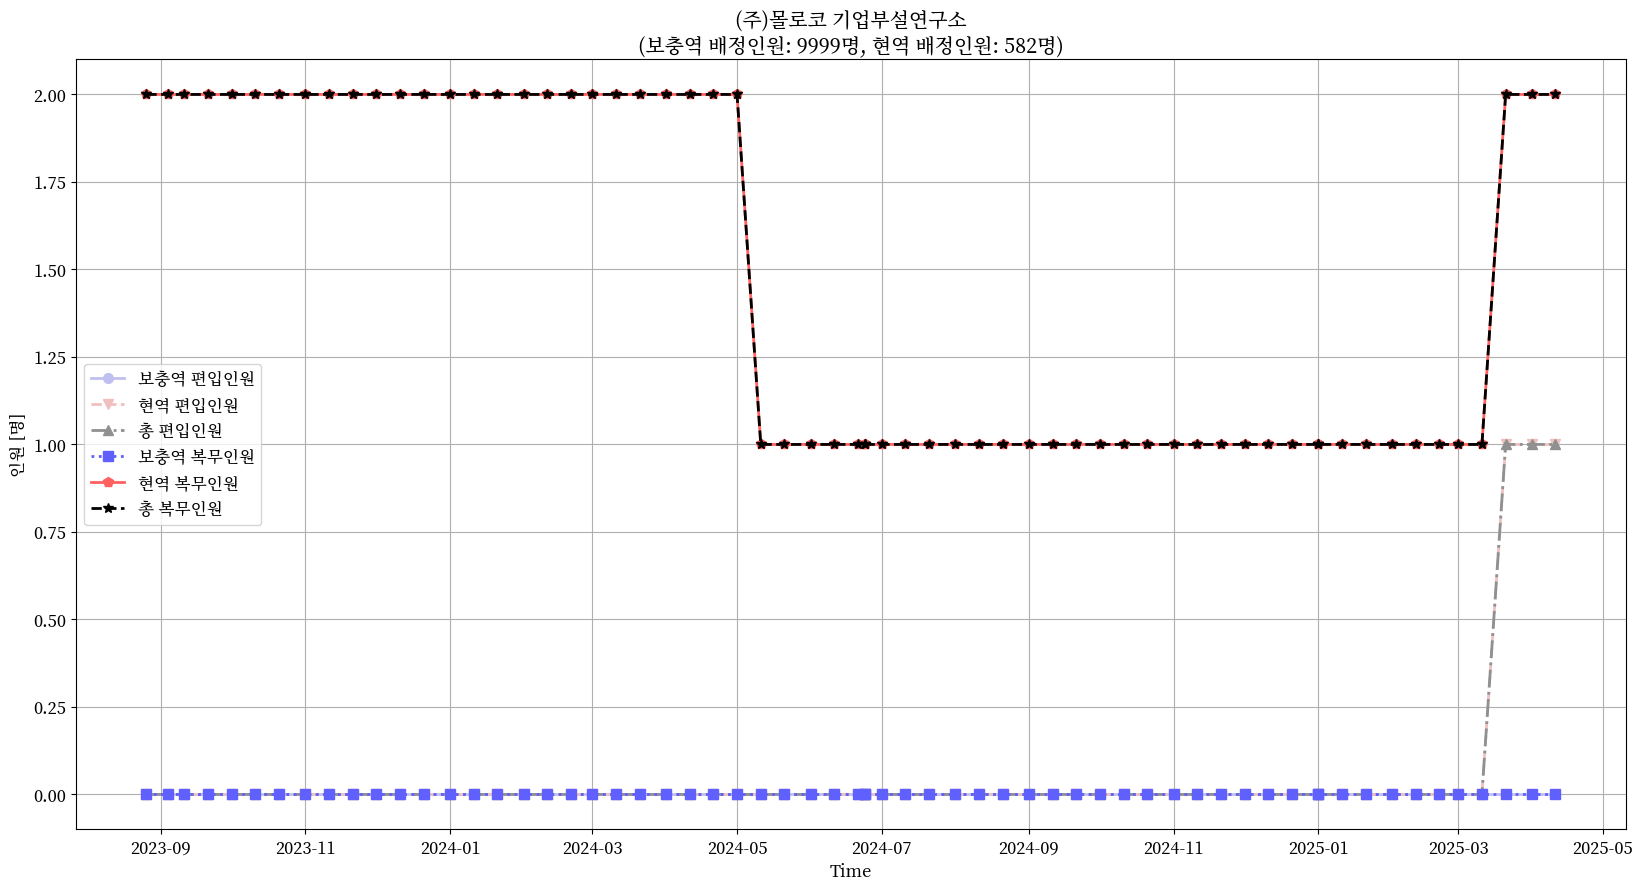 (주)몰로코 기업부설연구소
(보충역 배정인원: 9999명, 현역 배정인원: 582명)
2.00
1.75
1.50
1.25
1.00
0.75
0.50
0.25
0.00
인원 [명]
보충역 편입인원
현역 편입인원
총 편입인원
보충역 복무인원
현역 복무인원
총 복무인원
2023-09
2023-11
2024-01
2024-03
2024-05
2024-07
2024-09
2024-11
2025-01
2025-03
2025-05
Time